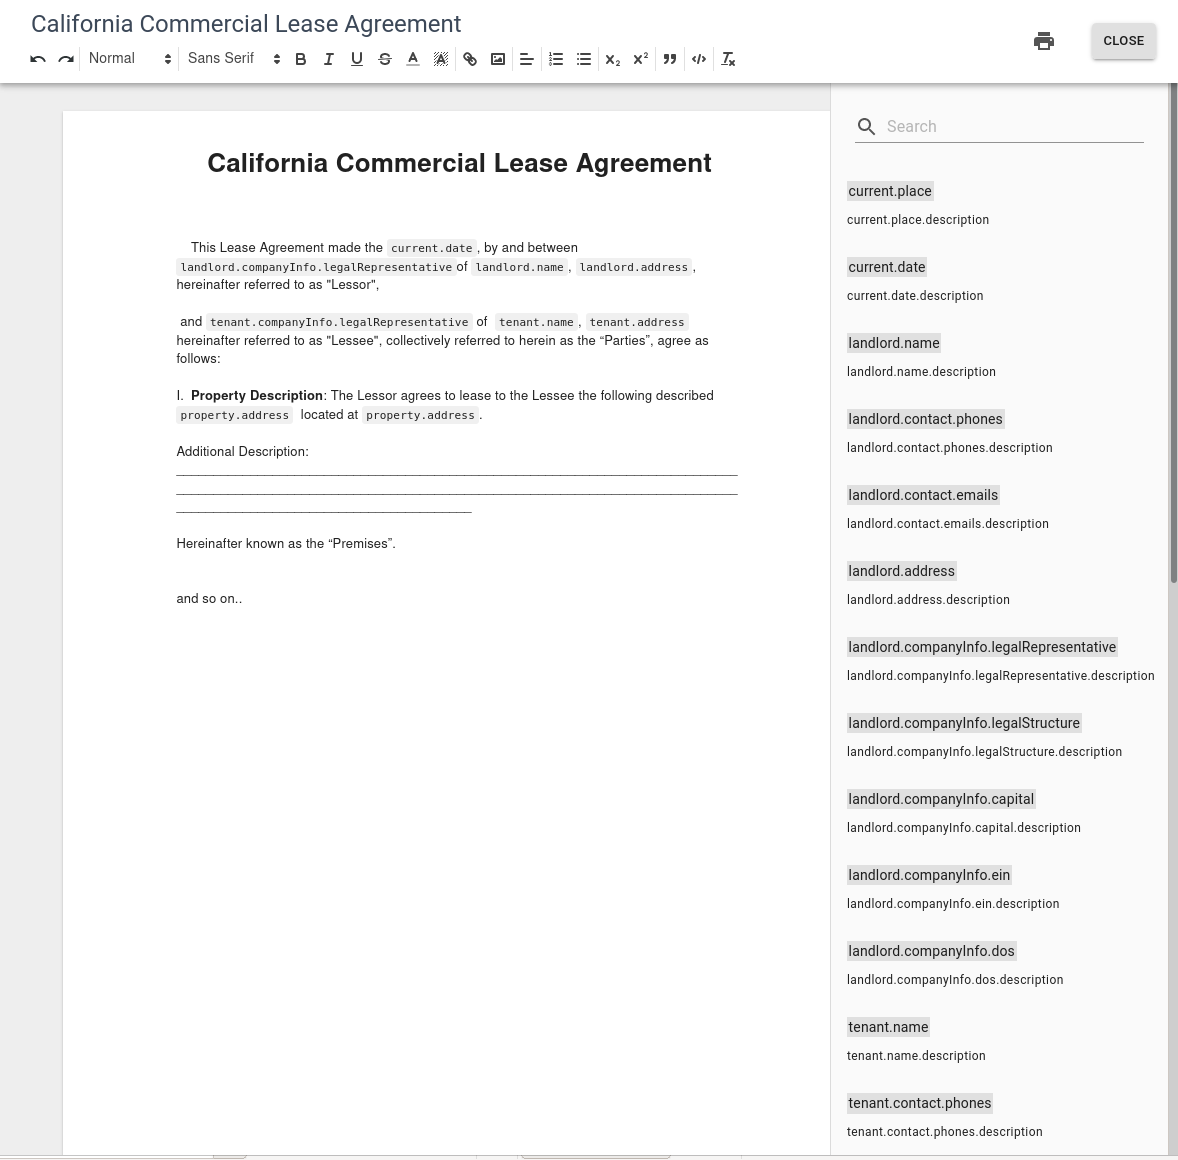 California Commercial Lease Agreement
CLOSE
Normal
Sans Serif
California Commercial Lease Agreement
This Lease Agreement made the current.date , by and between
landlord.companyInfo.legalRepresentative of landlord.name , landlord.address ,
hereinafter referred to as "Lessor",
and tenant.companyInfo.legalRepresentative of tenant.name , tenant.address
hereinafter referred to as "Lessee", collectively referred to herein as the “Parties”, agree as
follows:
I. Property Description: The Lessor agrees to lease to the Lessee the following described
property.address located at property.address .
Additional Description:
Hereinafter known as the “Premises”.
and so on..
Search
current.place
current.place.description
current.date
current.date.description
landlord.name
landlord.name.description
landlord.contact.phones
landlord.contact.phones.description
landlord.contact.emails
landlord.contact.emails.description
landlord.address
landlord.address.description
landlord.companyInfo.legalRepresentative
landlord.companyInfo.legalRepresentative.description
landlord.companyInfo.legalStructure
landlord.companyInfo.legalStructure.description
landlord.companyInfo.capital
landlord.companyInfo.capital.description
landlord.companyInfo.ein
landlord.companyInfo.ein.description
landlord.companyInfo.dos
landlord.companyInfo.dos.description
tenant.name
tenant.name.description
tenant.contact.phones
tenant.contact.phones.description